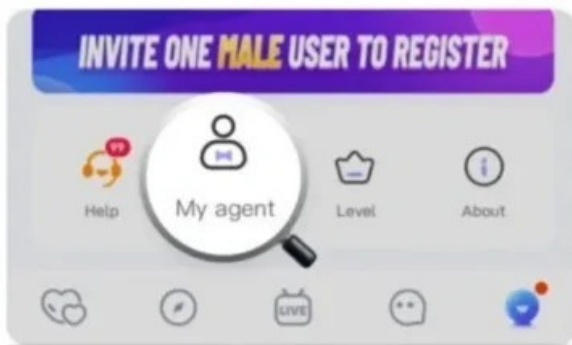 INVITE ONE MALE USER TO REGISTER
99
Help
My agent
Level
About
LIVE